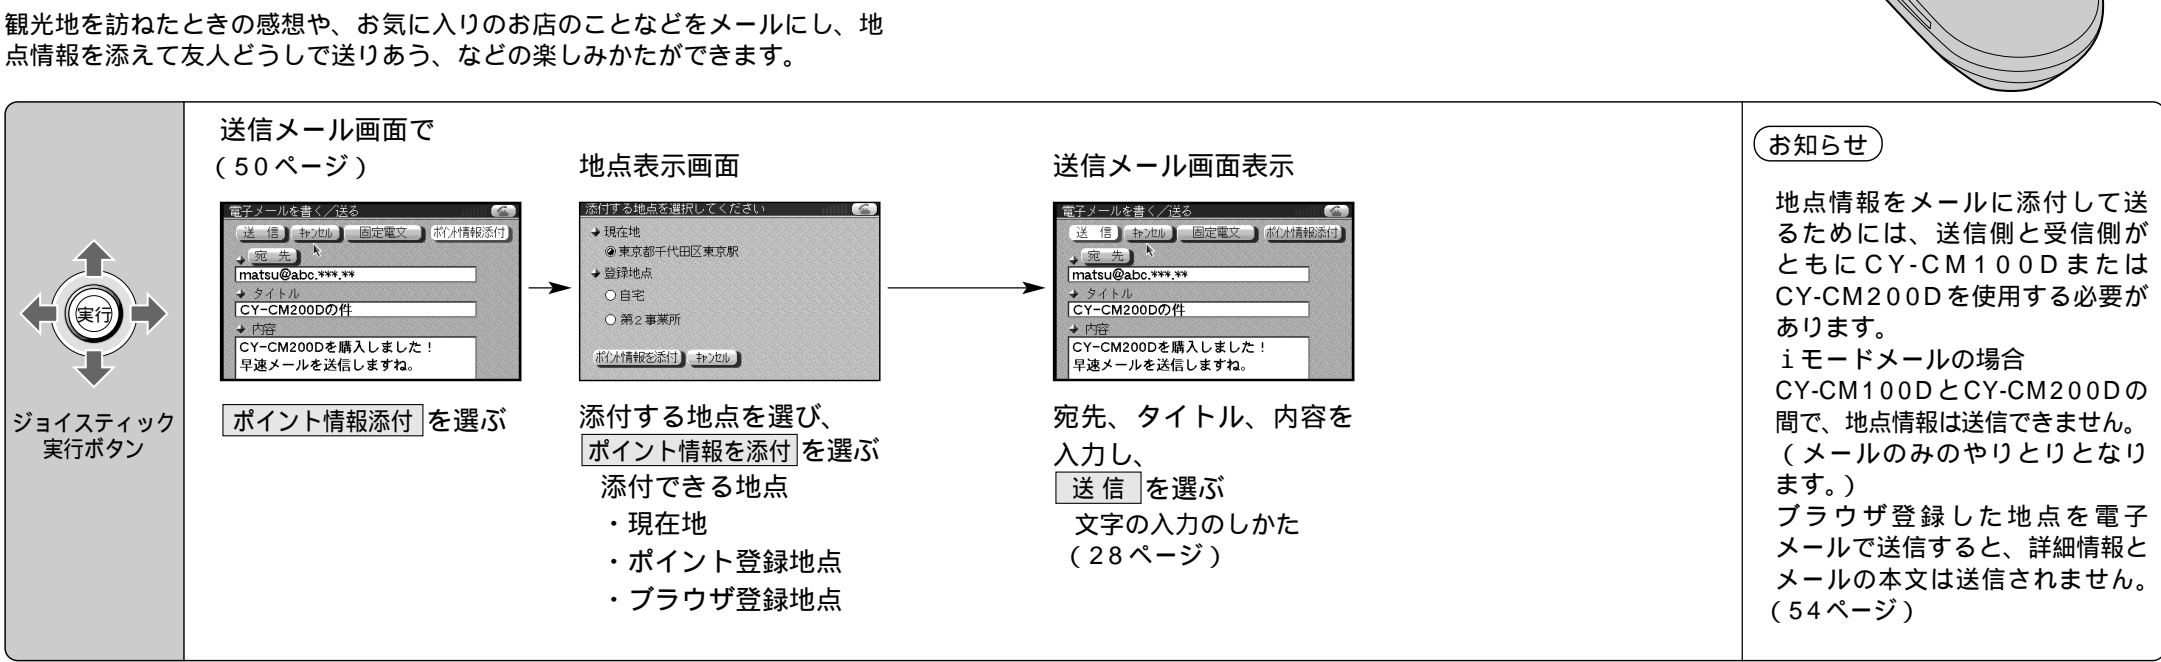 観光地を訪ねたときの感想や、お気に入りのお店のことなどをメールにし、地
点情報を添えて友人どうしで送りあう、などの楽しみかたができます。
実行
ジョイスティック
実行ボタン
送信メール画面で
（50ページ）
電子メールを書く／送る
送 信 ｷｬﾝｾﾙ 固定電文 ﾎﾟｲﾝﾄ情報添付
宛 先
matsu@abc.***.**
タイトル
CY-CM200Dの件
内容
CY-CM200Dを購入しました！
早速メールを送信しますね。
ポイント情報添付 を選ぶ
地点表示画面
添付する地点を選択してください
現在地
東京都千代田区東京駅
登録地点
自宅
第２事業所
ﾎﾟｲﾝﾄ情報を添付 ｷｬﾝｾﾙ
添付する地点を選び、
ポイント情報を添付 を選ぶ
添付できる地点
・現在地
・ポイント登録地点
・ブラウザ登録地点
送信メール画面表示
電子メールを書く／送る
送 信 ｷｬﾝｾﾙ 固定電文 ﾎﾟｲﾝﾄ情報添付
宛 先
matsu@abc.***.**
タイトル
CY-CM200Dの件
内容
CY-CM200Dを購入しました！
早速メールを送信しますね。
宛先、タイトル、内容を
入力し、
送 信 を選ぶ
文字の入力のしかた
（28ページ）
お知らせ
地点情報をメールに添付して送
るためには、送信側と受信側が
ともにCY-CM100Dまたは
CY-CM200Dを使用する必要が
あります。
ｉモードメールの場合
CY-CM100DとCY-CM200Dの
間で、地点情報は送信できません。
（メールのみのやりとりとなり
ます。）
ブラウザ登録した地点を電子
メールで送信すると、詳細情報と
メールの本文は送信されません。
（54ページ）